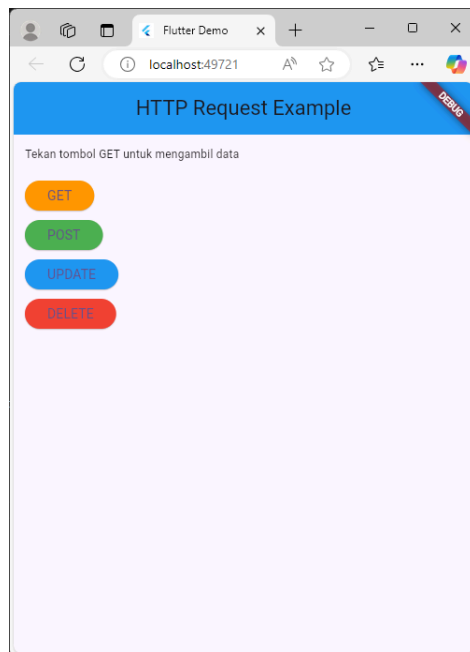 Flutter Demo
localhost:49721
HTTP Request Example
DEBUG
Tekan tombol GET untuk mengambil data
GET
POST
UPDATE
DELETE